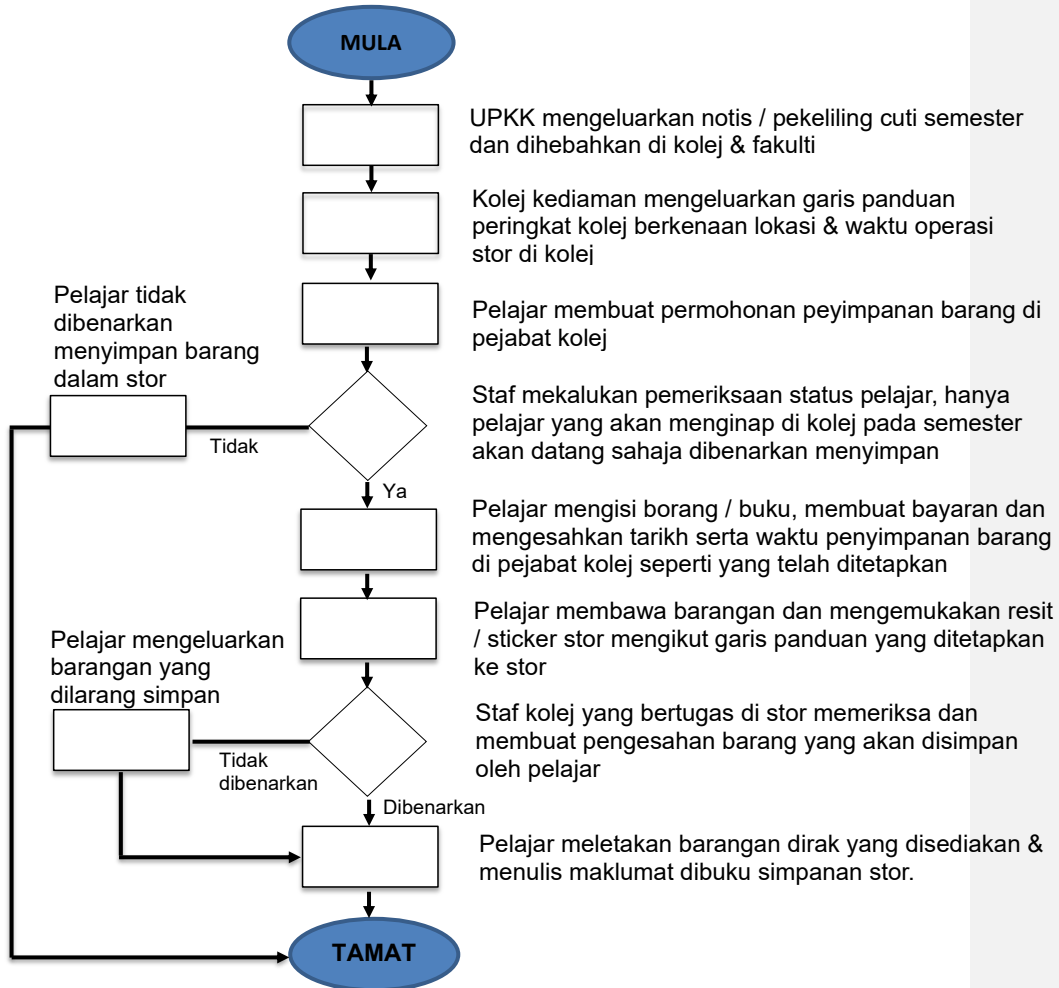 MULA
UPKK mengeluarkan notis / pekeliling cuti semester
dan dihebahkan di kolej & fakulti
Kolej kediaman mengeluarkan garis panduan
peringkat kolej berkenaan lokasi & waktu operasi
stor di kolej
Pelajar membuat permohonan peyimpanan barang di
pejabat kolej
Pelajar tidak
dibenarkan
menyimpan barang
dalam stor
Staf mekalukan pemeriksaan status pelajar, hanya
pelajar yang akan menginap di kolej pada semester
akan datang sahaja dibenarkan menyimpan
Tidak
Ya
Pelajar mengisi borang / buku, membuat bayaran dan
mengesahkan tarikh serta waktu penyimpanan barang
di pejabat kolej seperti yang telah ditetapkan
Pelajar membawa barangan dan mengemukakan resit
/ sticker stor mengikut garis panduan yang ditetapkan
ke stor
Pelajar mengeluarkan
barangan yang
dilarang simpan
Staf kolej yang bertugas di stor memeriksa dan
membuat pengesahan barang yang akan disimpan
oleh pelajar
Tidak
dibenarkan
Dibenarkan
Pelajar meletakan barangan dirak yang disediakan &
menulis maklumat dibuku simpanan stor.
TAMAT